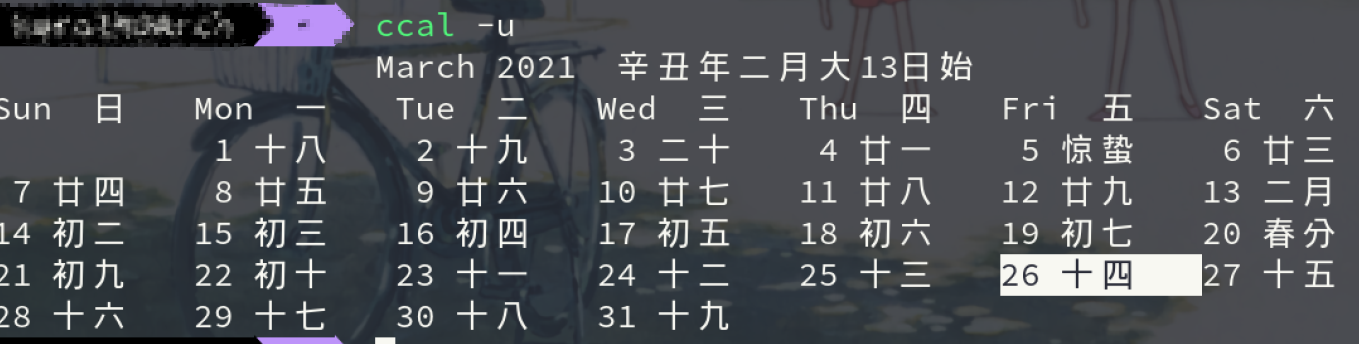 ccal -u
March 2021 辛丑年二月大13日始
Sun 日 Mon 一 Tue 二 Wed 三 Thu 四 Fri 五 Sat 六
1 十八 2 十九 3 二十 4 廿一 5 惊蛰 6 廿三
7 廿四 8 廿五 9 廿六 10 廿七 11 廿八 12 廿九 13 二月
14 初二 15 初三 16 初四 17 初五 18 初六 19 初七 20 春分
21 初九 22 初十 23 十一 24 十二 25 十三 26 十四 27 十五
28 十六 29 十七 30 十八 31 十九